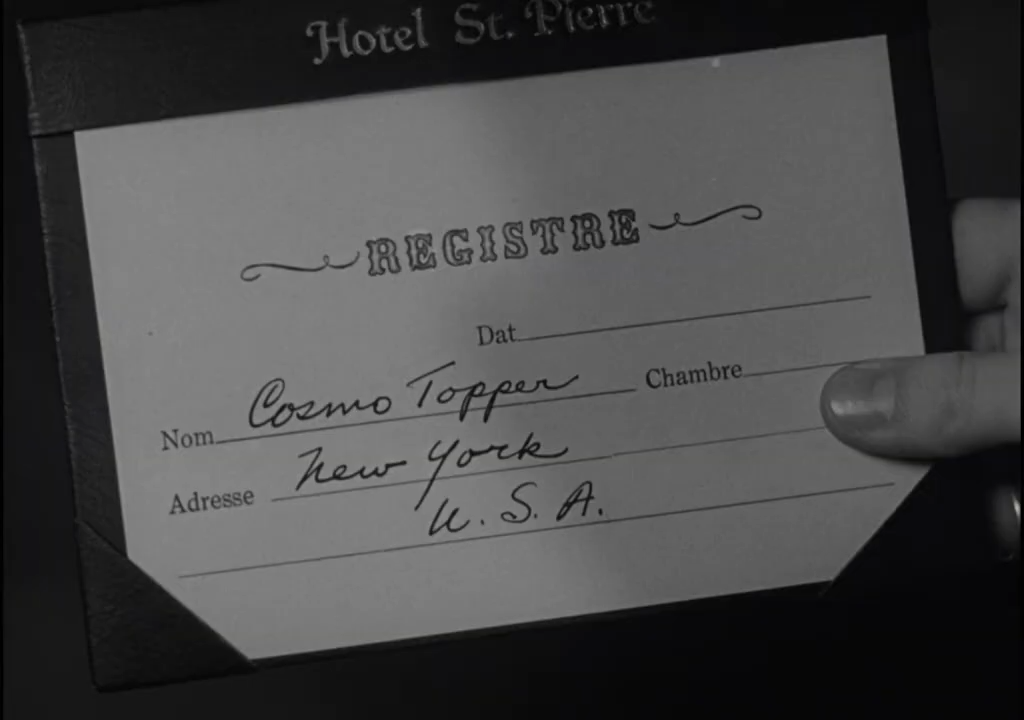 Hotel St. Pierre
REGISTRE
Dat
Nom Cosmo Topper Chambre
Adresse New York
U. S. A.